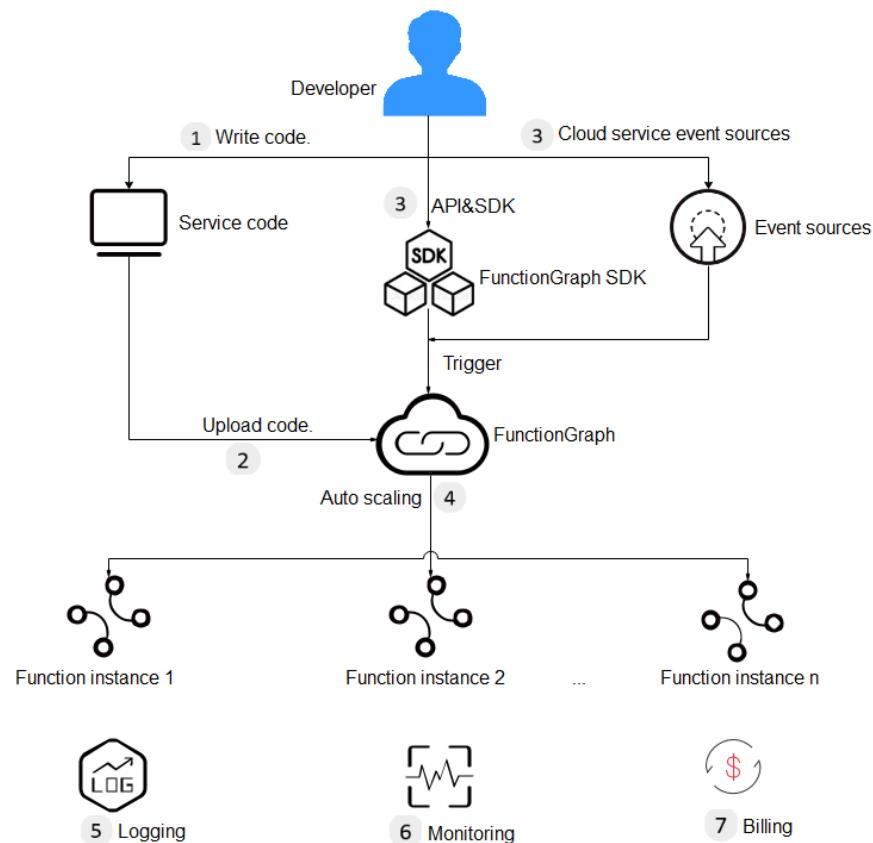 Developer
1 Write code.
3 Cloud service event sources
3 API&SDK
Service code
Event sources
SDK
FunctionGraph SDK
Trigger
Upload code.
2
FunctionGraph
Auto scaling 4
Function instance 1
Function instance 2
...
Function instance n
LOG
$
5 Logging
6 Monitoring
7 Billing